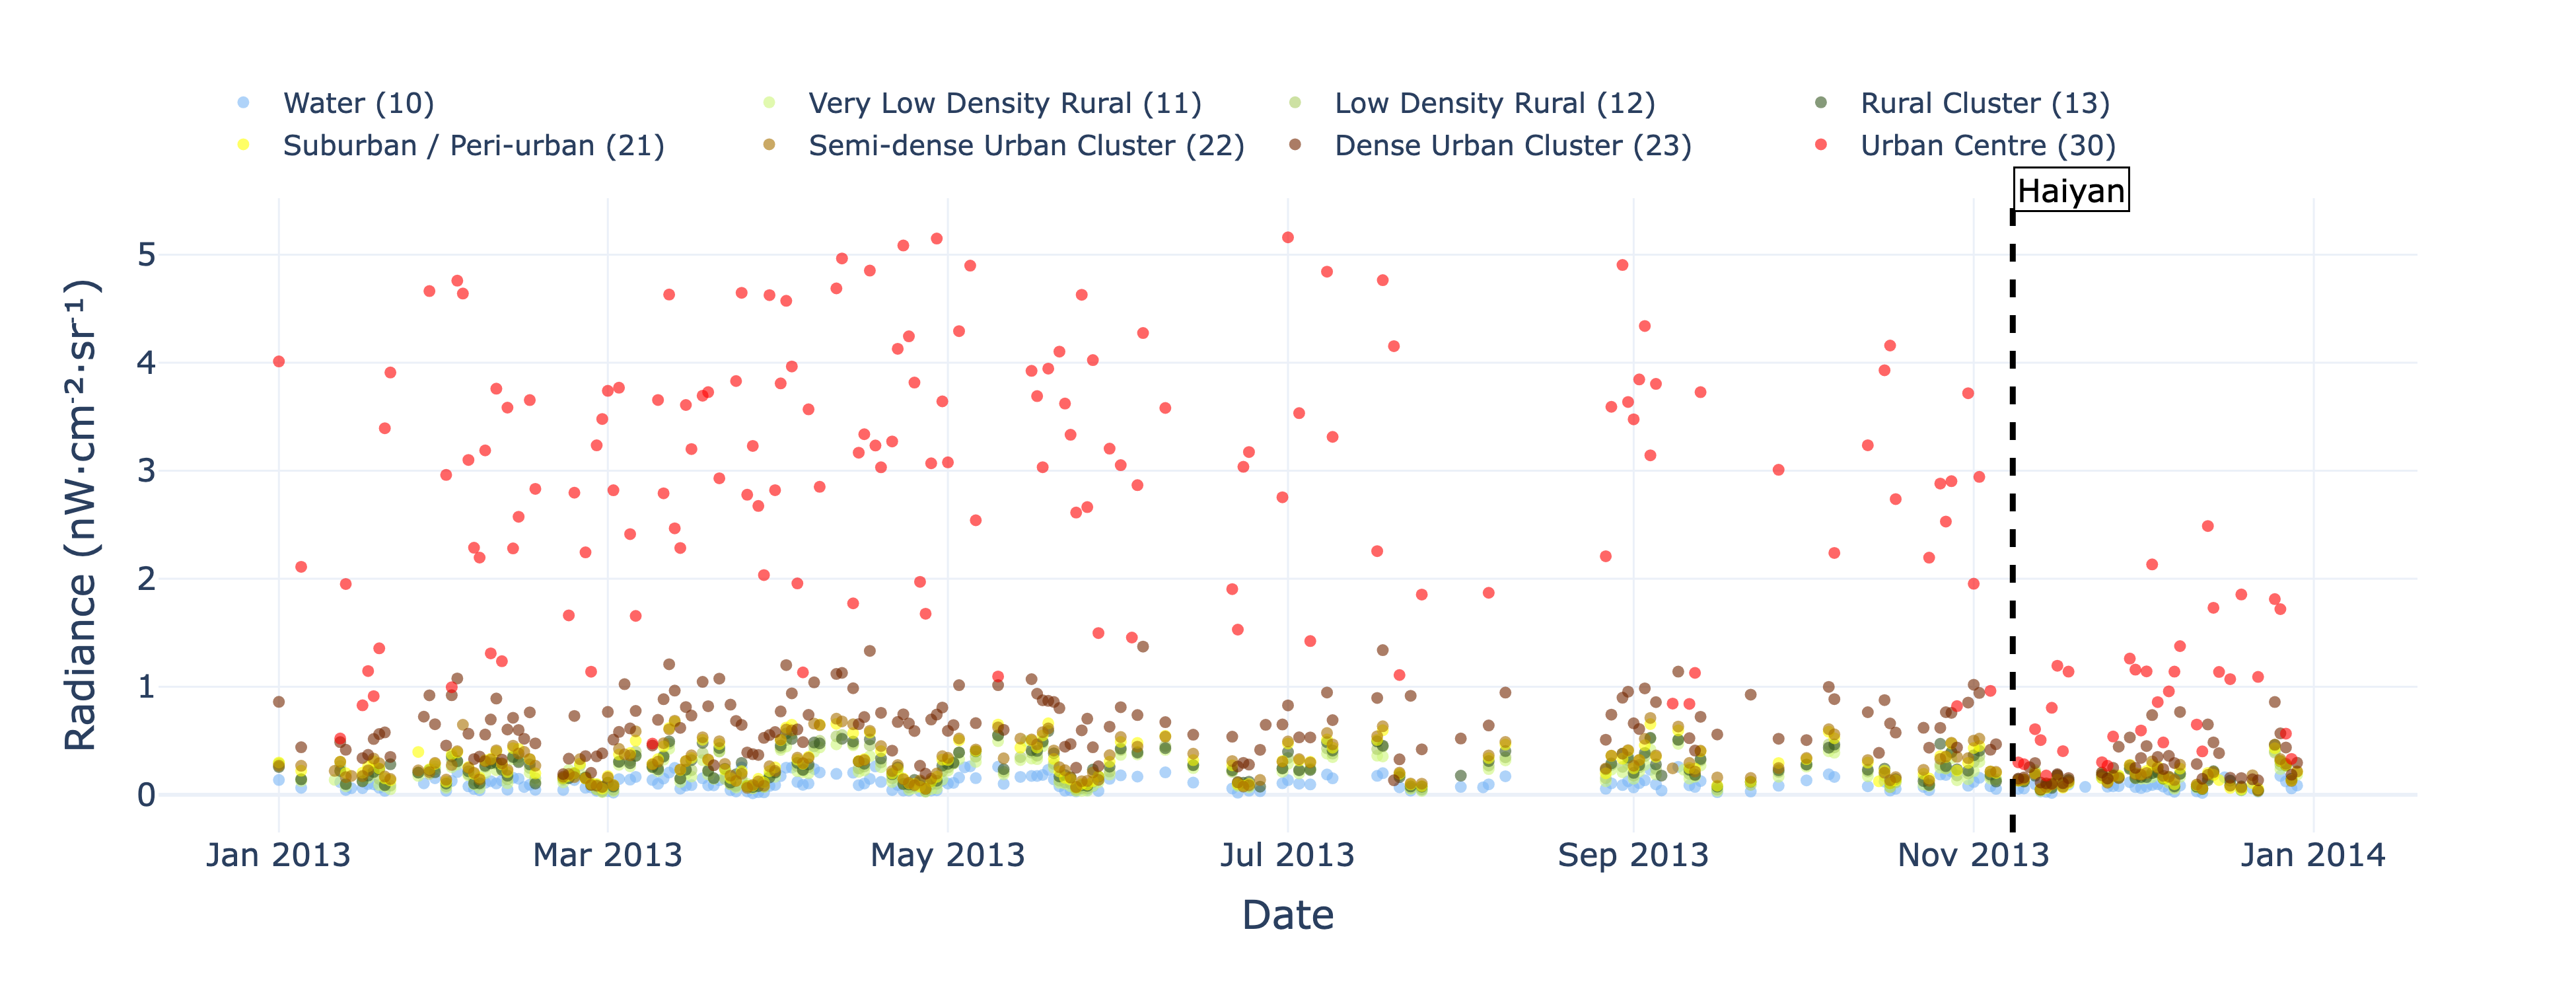 Water (10) Very Low Density Rural (11) Low Density Rural (12) Rural Cluster (13)
Suburban / Peri-urban (21) Semi-dense Urban Cluster (22) Dense Urban Cluster (23) Urban Centre (30)
Haiyan
Radiance (nW·cm⁻²·sr⁻¹)
5
4
3
2
1
0
Jan 2013 Mar 2013 May 2013 Jul 2013 Sep 2013 Nov 2013 Jan 2014
Date